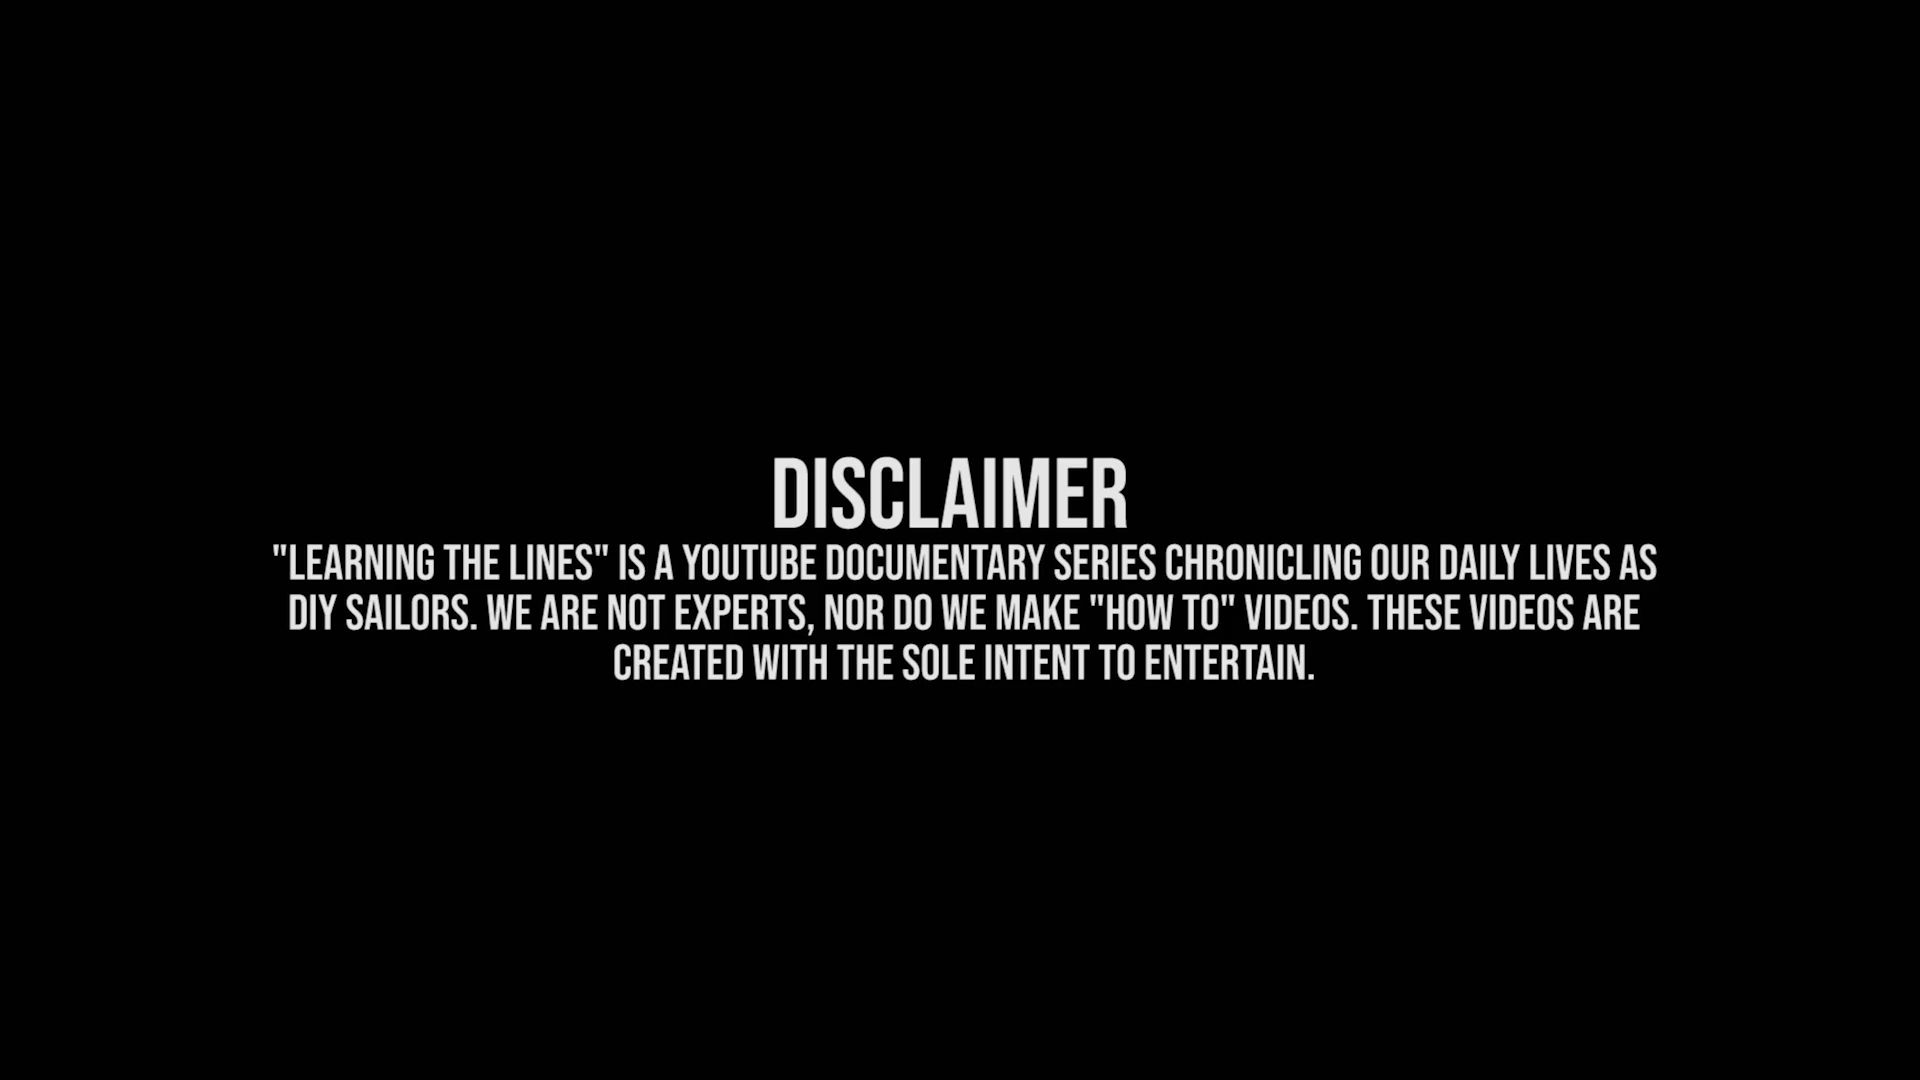 DISCLAIMER
"LEARNING THE LINES" IS A YOUTUBE DOCUMENTARY SERIES CHRONICLING OUR DAILY LIVES AS
DIY SAILORS. WE ARE NOT EXPERTS, NOR DO WE MAKE "HOW TO" VIDEOS. THESE VIDEOS ARE
CREATED WITH THE SOLE INTENT TO ENTERTAIN.